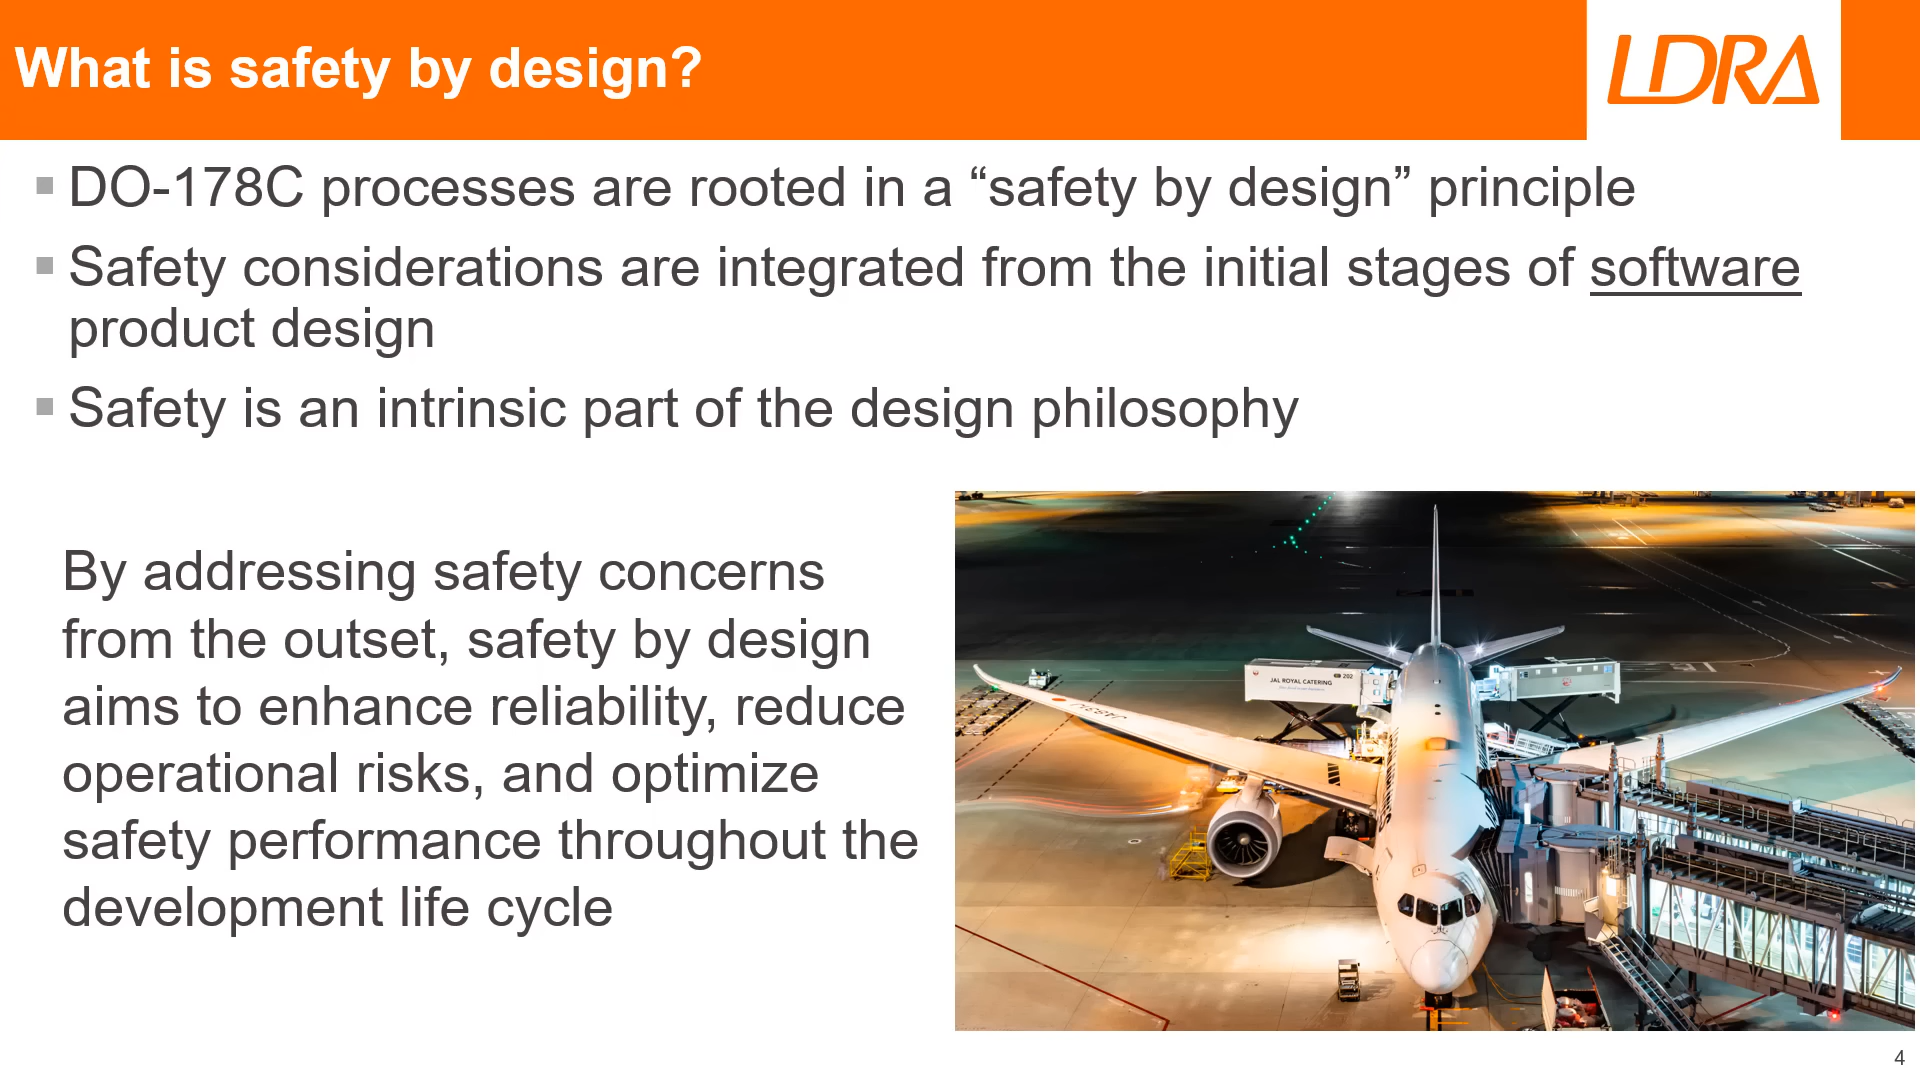 What is safety by design?
LDRA
DO-178C processes are rooted in a “safety by design” principle
Safety considerations are integrated from the initial stages of software
product design
Safety is an intrinsic part of the design philosophy
By addressing safety concerns
from the outset, safety by design
aims to enhance reliability, reduce
operational risks, and optimize
safety performance throughout the
development life cycle
JAL ROYAL CATERING
202
4